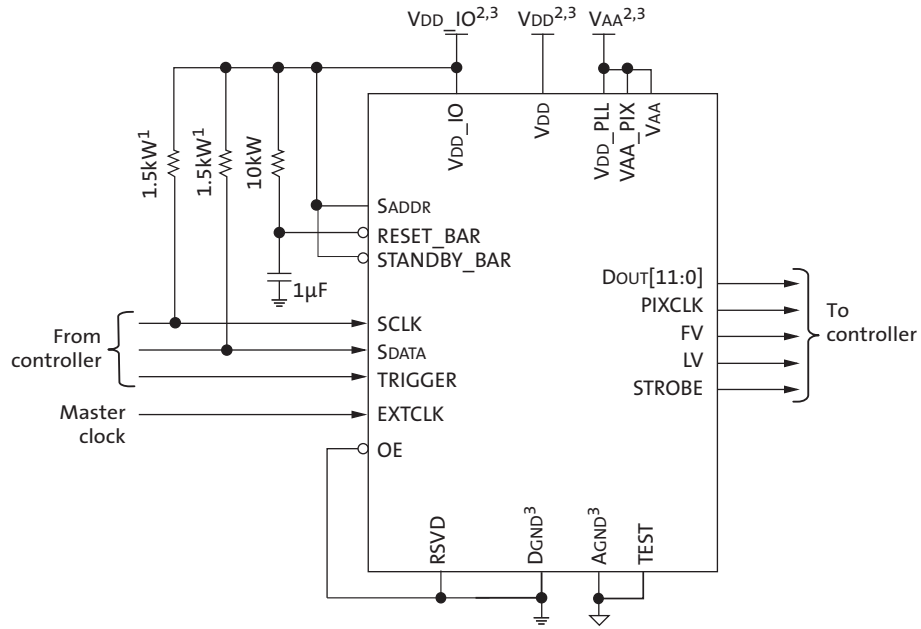 VDD_IO2,3
VDD2,3
VAA2,3
1.5kW1
1.5kW1
10kW
VDD_IO
VDD
VDD_PLL
VAA_PIX
VAA
SADDR
RESET_BAR
STANDBY_BAR
1µF
DOUT[11:0]
PIXCLK
FV
LV
STROBE
To
controller
From
controller
SCLK
SDATA
TRIGGER
Master
clock
EXTCLK
OE
RSVD
DGND3
AGND3
TEST